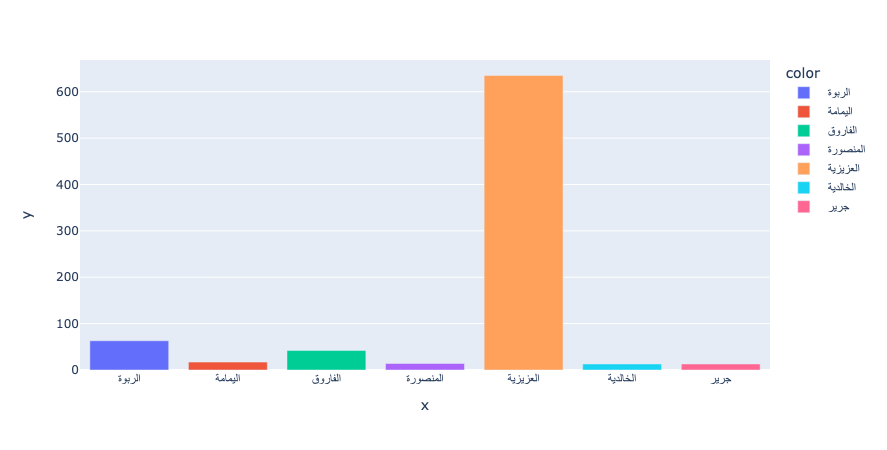 color
الربوة
اليمامة
الفاروق
المنصورة
العزيزية
الخالدية
جرير
y
600
500
400
300
200
100
0
الربوة اليمامة الفاروق المنصورة العزيزية الخالدية جرير
x